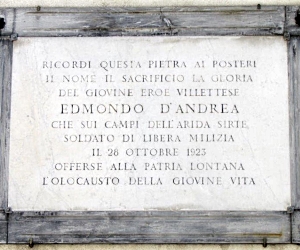 RICORDI QUESTA PIETRA AI POSTERI
IL NOME IL SACRIFICIO LA GLORIA
DEL GIOVINE EROE VILLETTESE
EDMONDO D'ANDREA
CHE SUI CAMPI DELL'ARIDA SIRTE
SOLDATO DI LIBERA MILIZIA
IL 28 OTTOBRE 1923
OFFERSE ALLA PATRIA LONTANA
L'OLOCAUSTO DELLA GIOVINE VITA